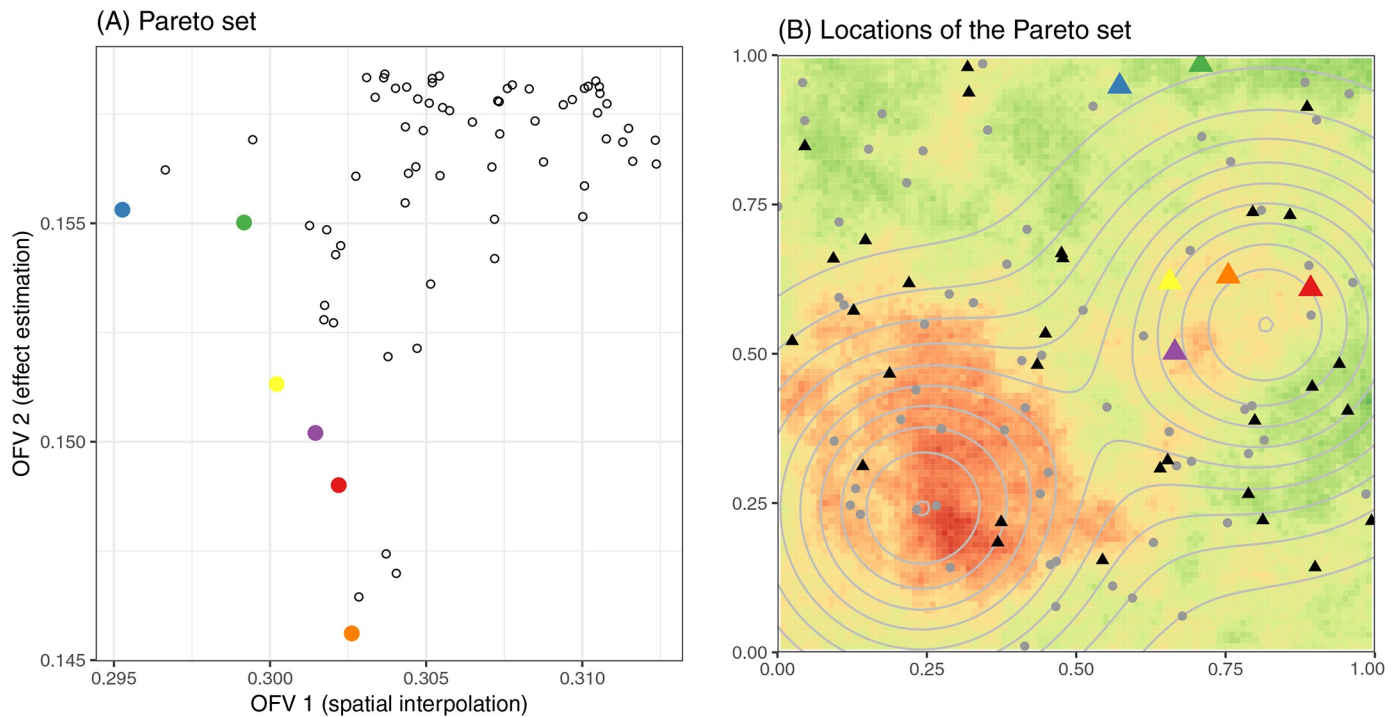 (A) Pareto set
OFV 2 (effect estimation)
0.155
0.150
0.145
0.295 0.300 0.305 0.310
OFV 1 (spatial interpolation)
(B) Locations of the Pareto set
1.00
0.75
0.50
0.25
0.00
0.00 0.25 0.50 0.75 1.00